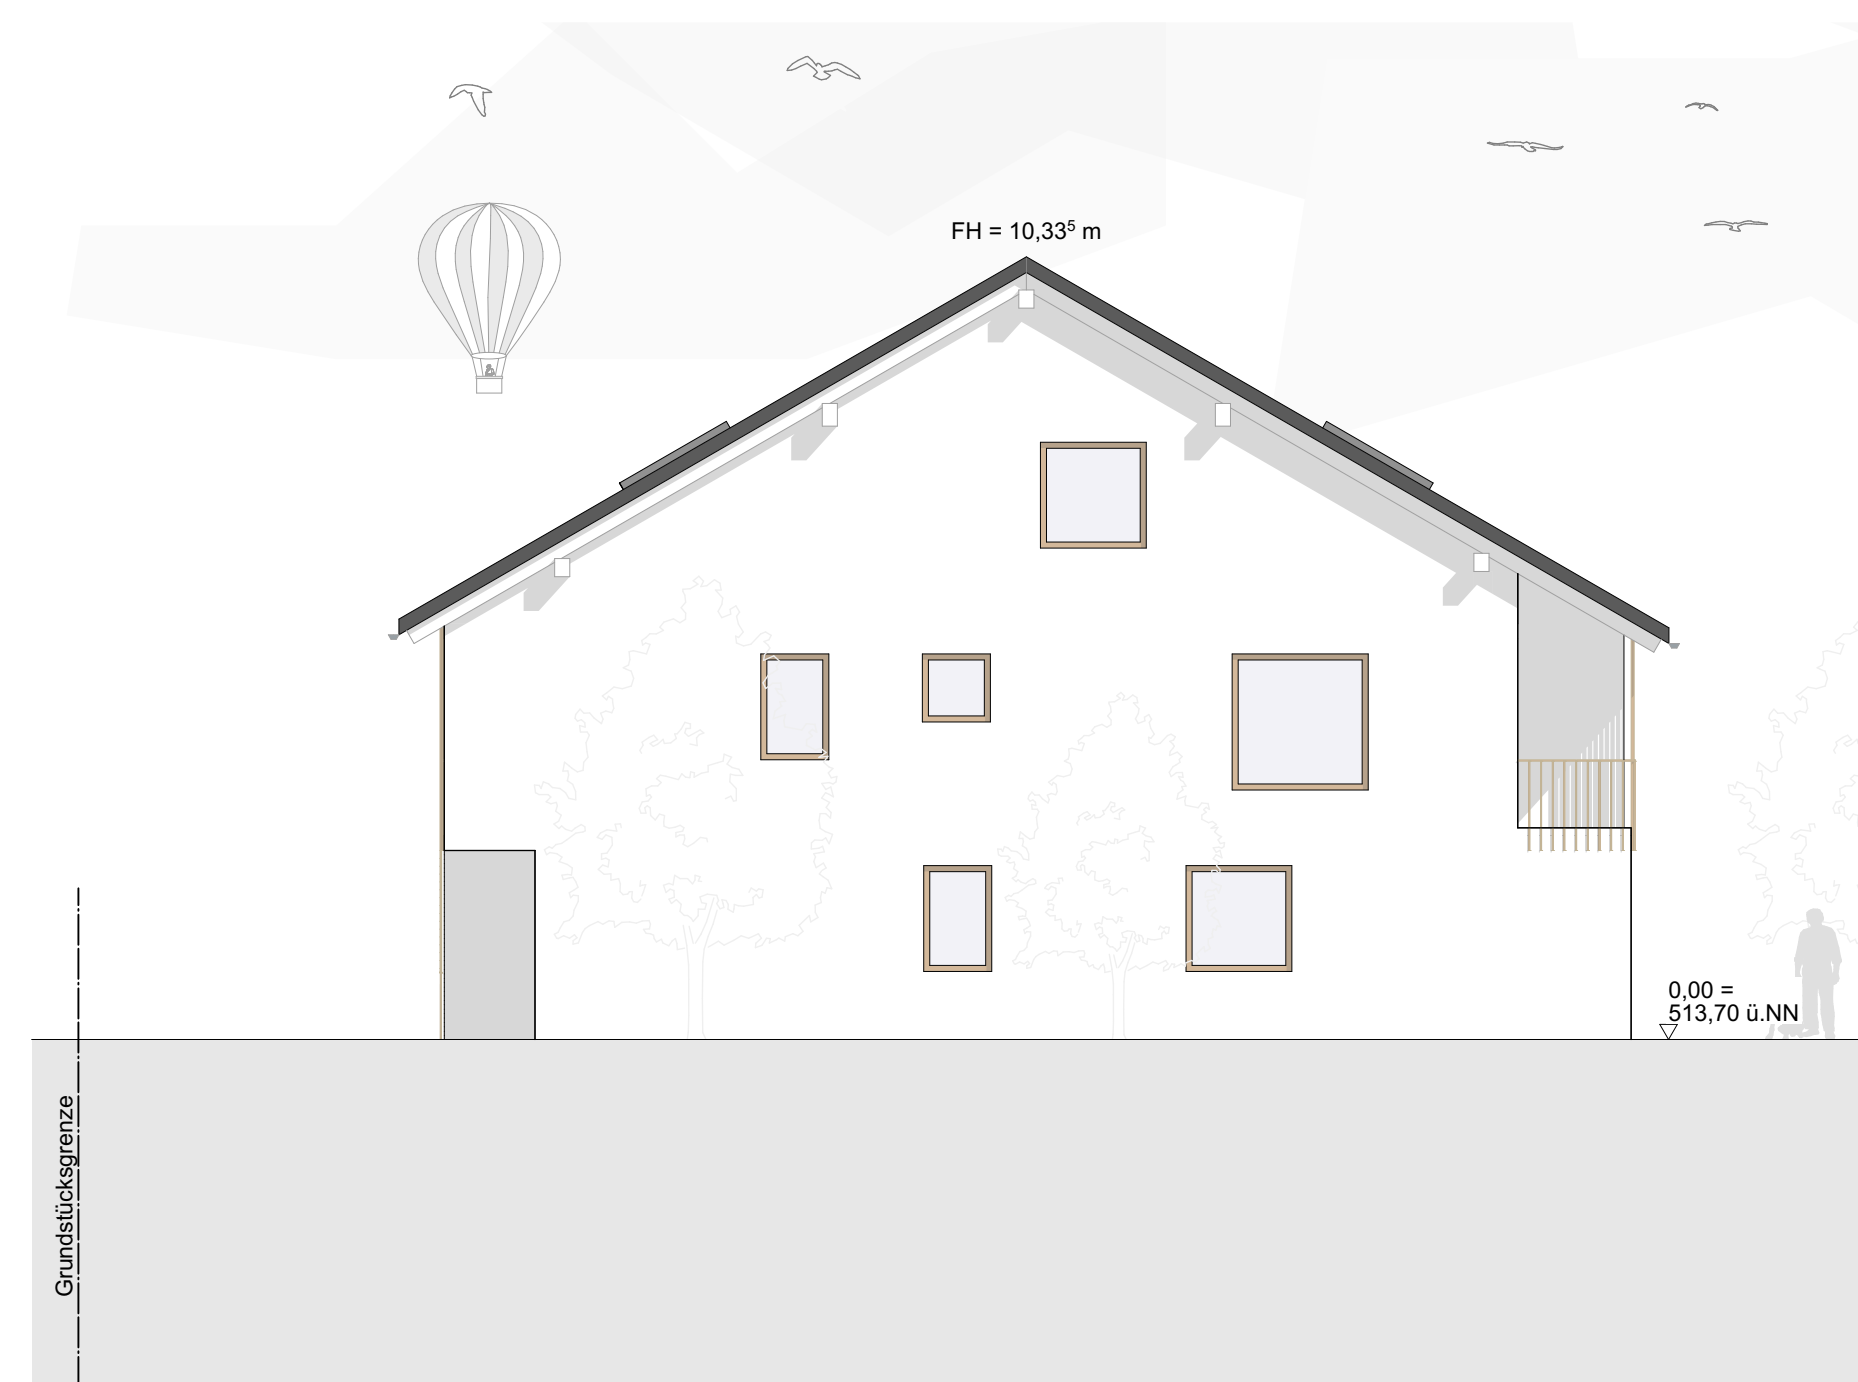 FH = 10,33⁵ m
0,00 =
513,70 ü.NN
Grundstücksgrenze